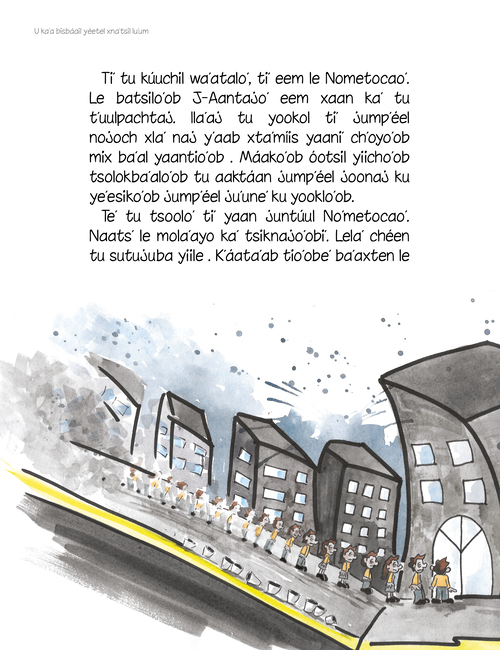 U ka'a bisbáail yéetel xna'tsil lu'um
Ti' tu kúuchil wa'atalo', ti' eem le Nometocao'.
Le batsilo'ob J-Aantajo' eem xaan ka' tu
t'uulpachtaj. Ila'aj tu yookol ti' jump'éel
nojoch xla' naj y'aab xta'miis yaani' ch'oyo'ob
mix ba'al yaantio'ob . Máako'ob óotsil yiicho'ob
tsolokba'alo'ob tu aaktáan jump'éel joonaj ku
ye'esiko'ob jump'éel ju'une' ku yooklo'ob.
Te' tu tsoolo' ti' yaan juntúul No'metocao'.
Naats' le mola'ayo ka' tsiknajo'obi'. Lela' chéen
tu sutujuba yiile . K'áata'ab tio'obe' ba'axten le